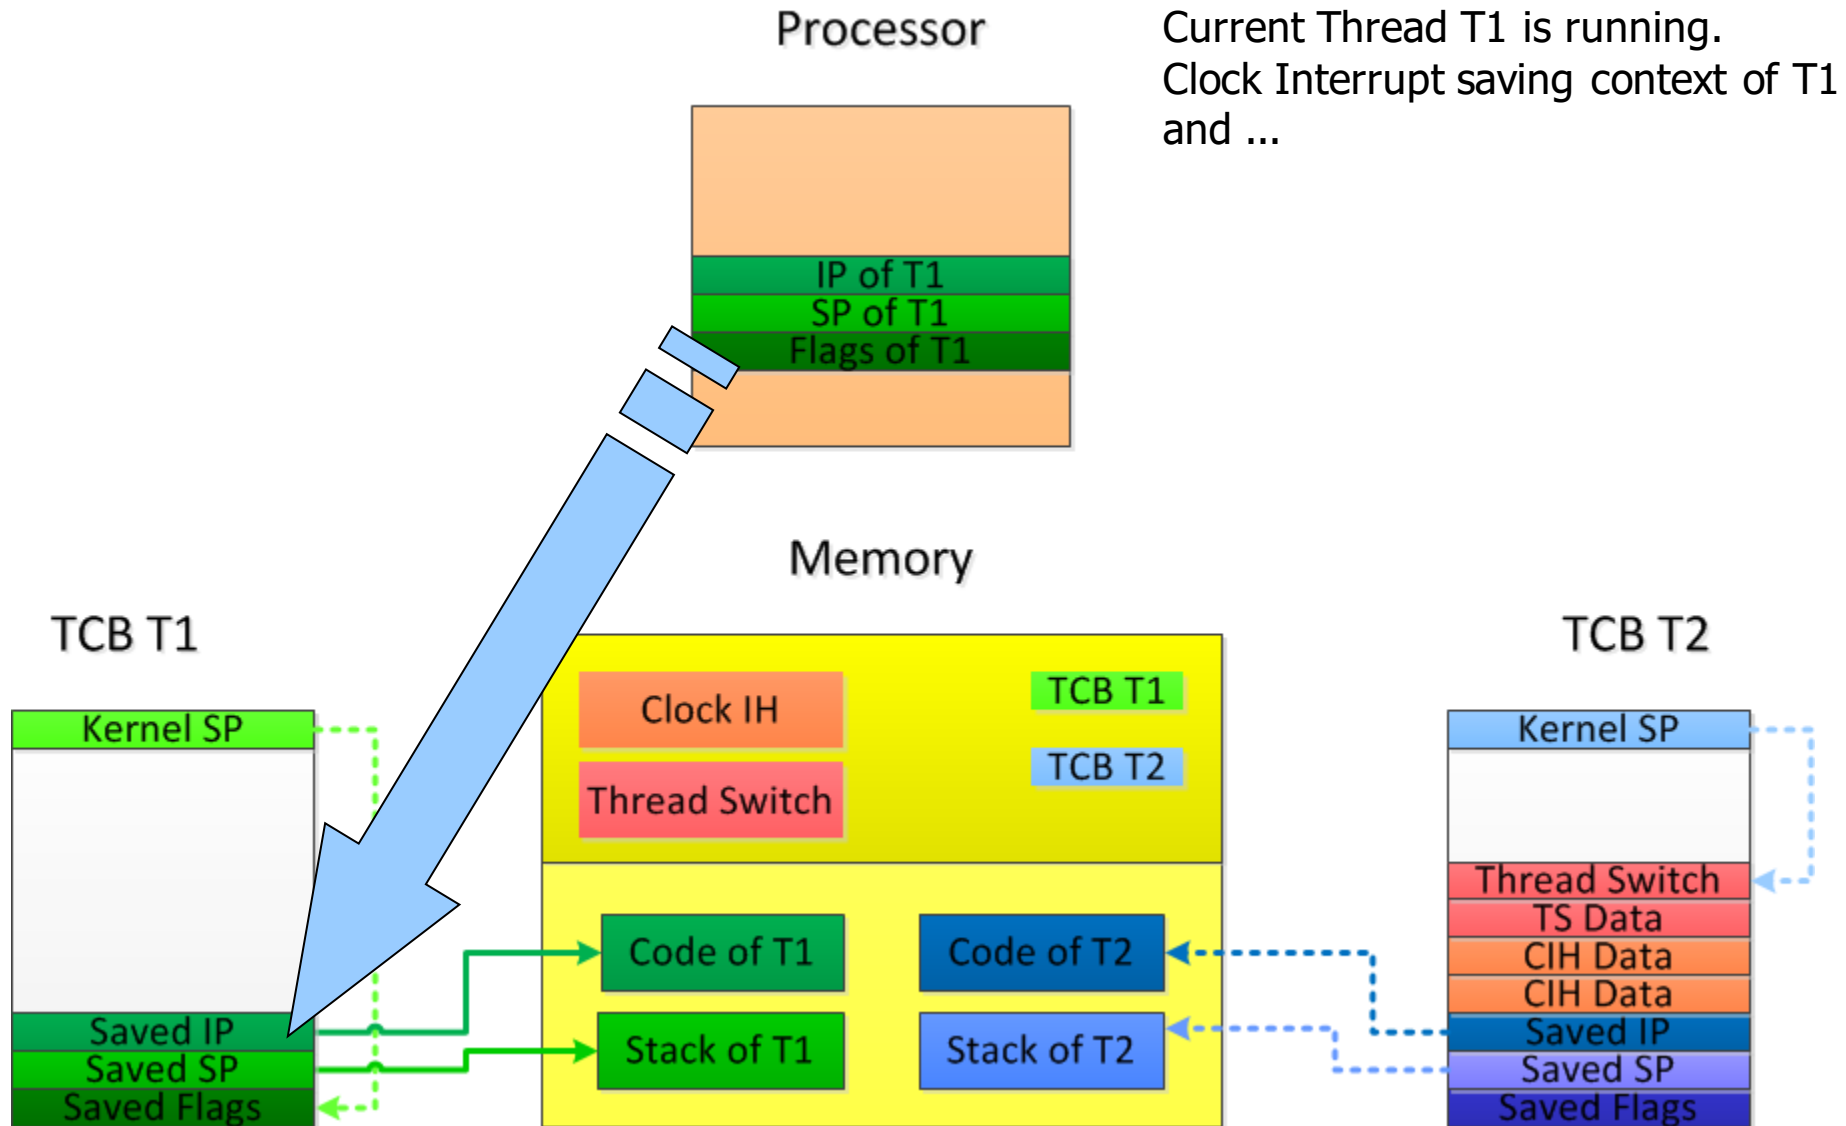 Processor
Current Thread T1 is running.
Clock Interrupt saving context of T1
and ...
IP of T1
SP of T1
Flags of T1
Memory
TCB T1
TCB T2
Kernel SP
Clock IH
Thread Switch
TCB T1
TCB T2
Kernel SP
Thread Switch
TS Data
CIH Data
CIH Data
Saved IP
Saved SP
Saved Flags
Code of T1
Code of T2
Stack of T1
Stack of T2
Saved IP
Saved SP
Saved Flags